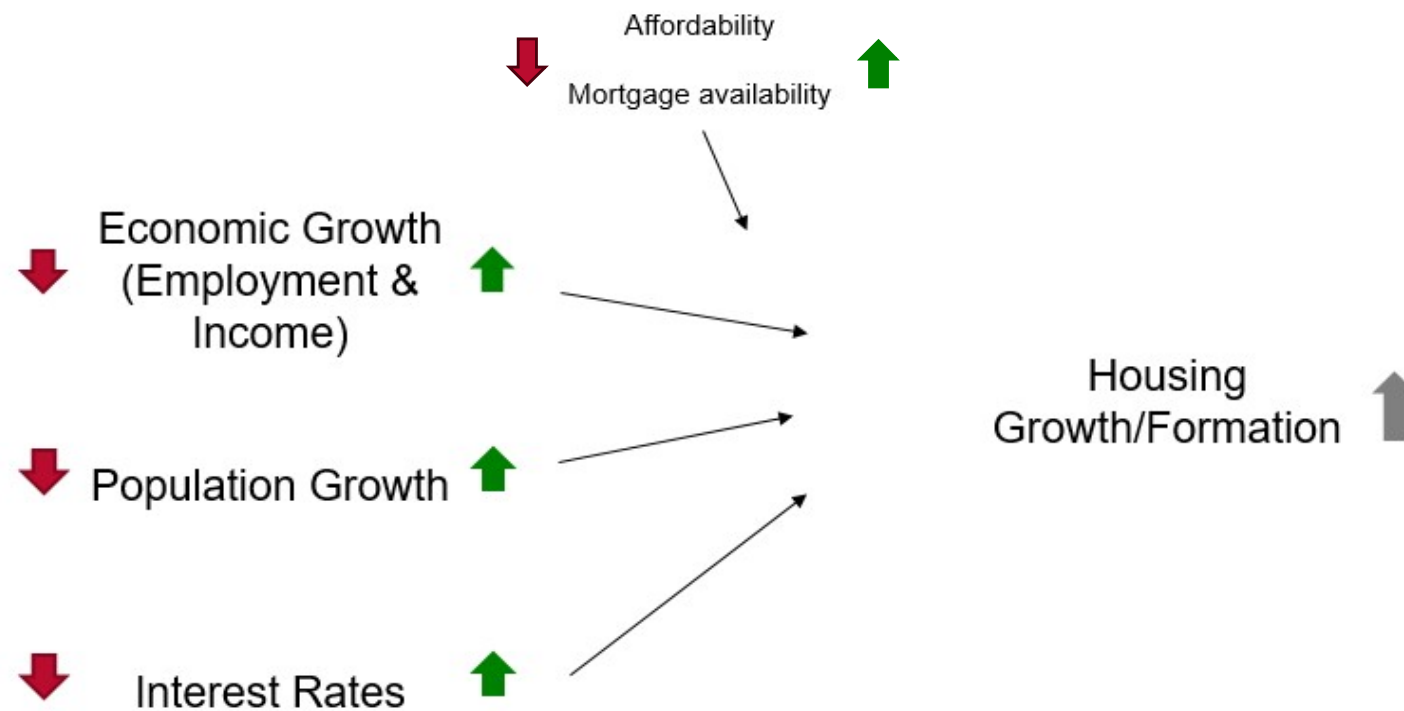 Affordability
Mortgage availability
Economic Growth
(Employment &
Income)
Housing
Growth/Formation
Population Growth
Interest Rates